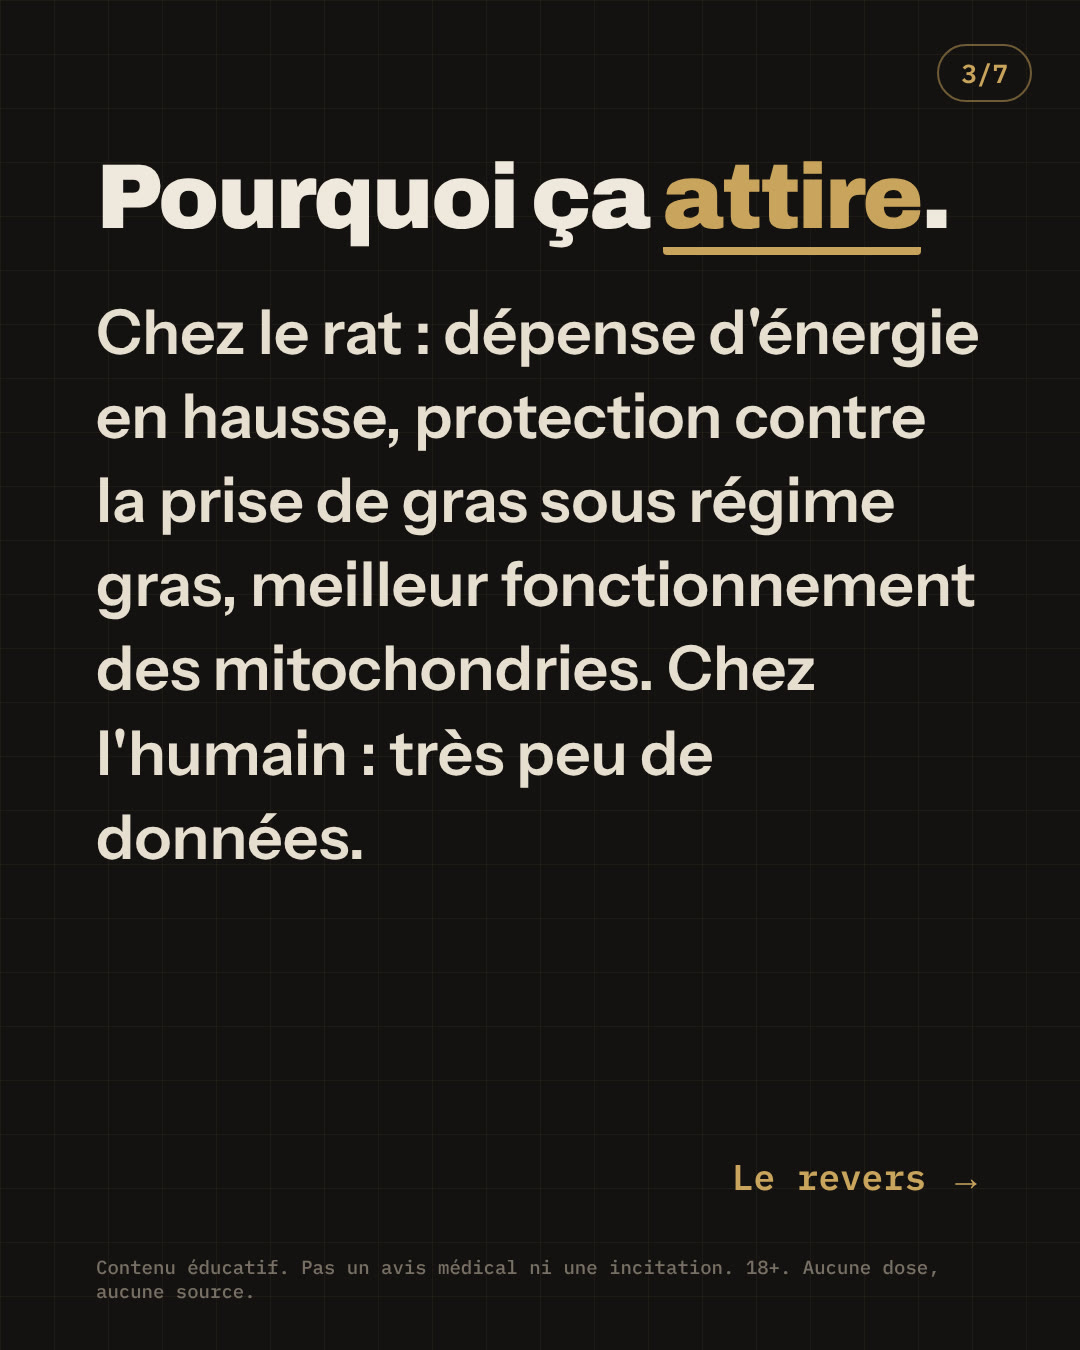 3/7
Pourquoi ça attire.
Chez le rat : dépense d'énergie
en hausse, protection contre
la prise de gras sous régime
gras, meilleur fonctionnement
des mitochondries. Chez
l'humain : très peu de
données.
Le revers →
Contenu éducatif. Pas un avis médical ni une incitation. 18+. Aucune dose,
aucune source.